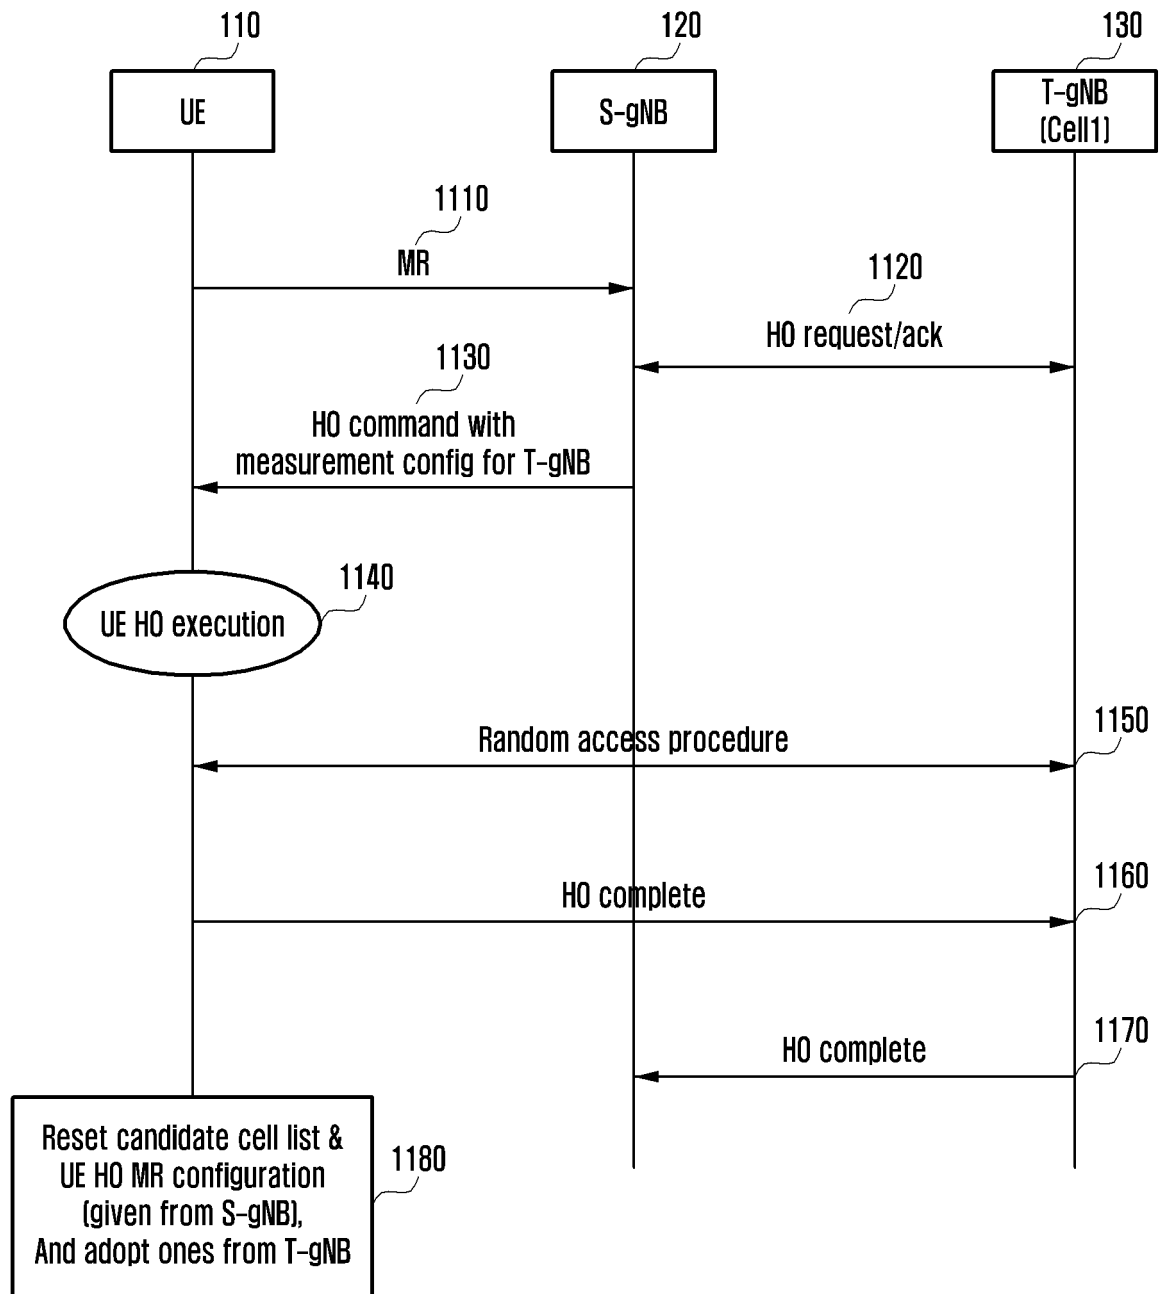 110
120
130
UE
S-gNB
T-gNB
(Cell1)
1110
MR
1120
HO request/ack
1130
HO command with
measurement config for T-gNB
1140
UE HO execution
1150
Random access procedure
1160
HO complete
1170
HO complete
1180
Reset candidate cell list &
UE HO MR configuration
(given from S-gNB),
And adopt ones from T-gNB